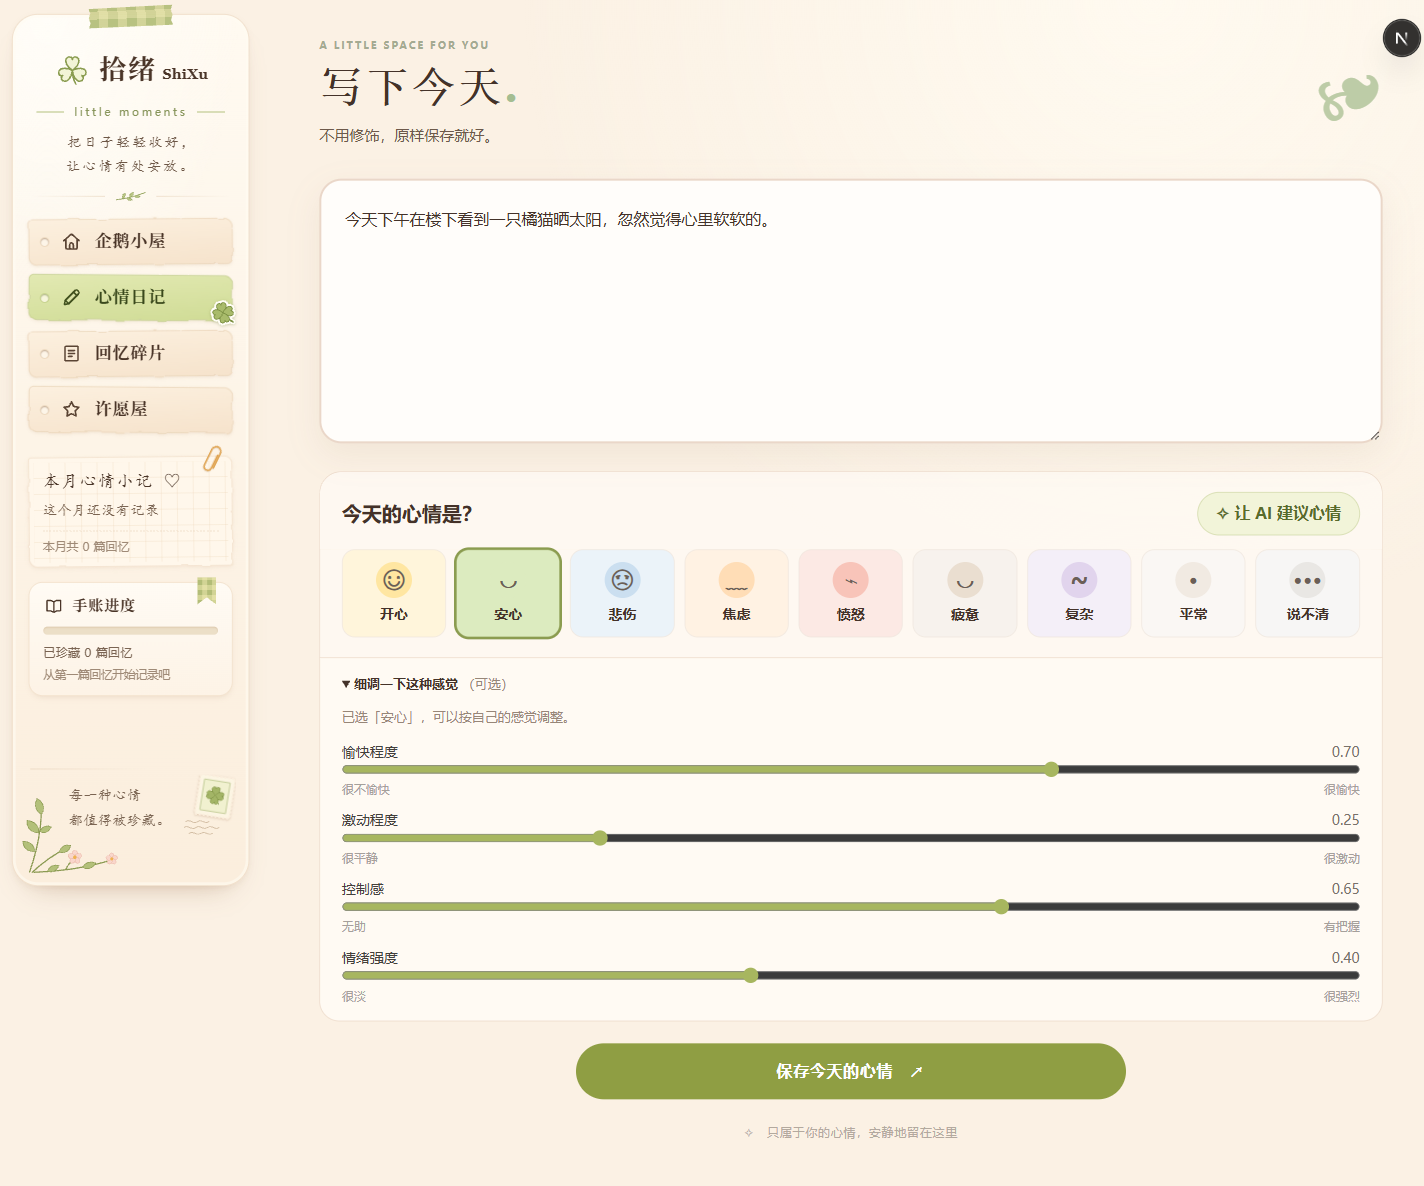 拾绪 ShiXu
little moments
把日子轻轻收好，
让心情有处安放。
企鹅小屋
心情日记
回忆碎片
许愿屋
本月心情小记 ♡
这个月还没有记录
本月共 0 篇回忆
手账进度
已珍藏 0 篇回忆
从第一篇回忆开始记录吧
每一种心情
都值得被珍藏。
A LITTLE SPACE FOR YOU
写下今天.
不用修饰，原样保存就好。
N
今天下午在楼下看到一只橘猫晒太阳，忽然觉得心里软软的。
今天的心情是？
✧ 让 AI 建议心情
开心
安心
悲伤
焦虑
愤怒
疲惫
复杂
平常
说不清
▼ 细调一下这种感觉 （可选）
已选「安心」，可以按自己的感觉调整。
愉快程度 0.70
很不愉快 很愉快
激动程度 0.25
很平静 很激动
控制感 0.65
无助 有把握
情绪强度 0.40
很淡 很强烈
保存今天的心情 ↗
✧ 只属于你的心情，安静地留在这里